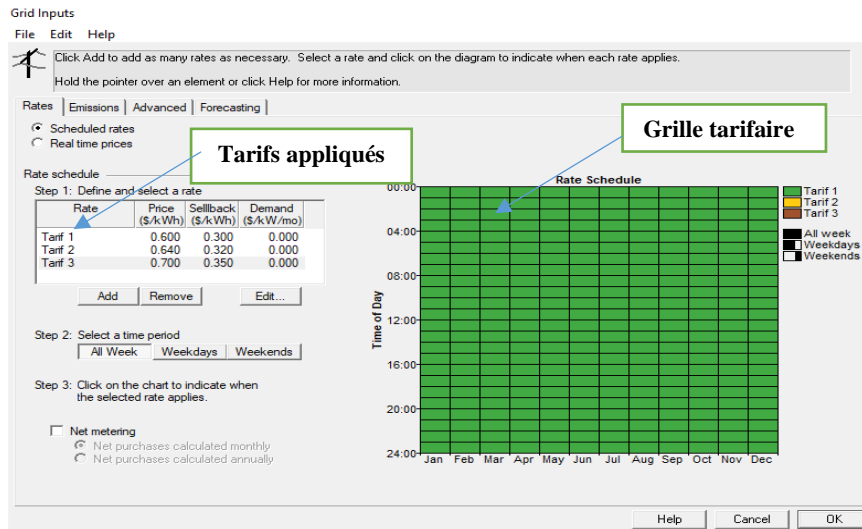 Grid Inputs
File Edit Help
Click Add to add as many rates as necessary. Select a rate and click on the diagram to indicate when each rate applies.
Hold the pointer over an element or click Help for more information.
Rates Emissions Advanced Forecasting
Scheduled rates
Real time prices
Tarifs appliqués
Grille tarifaire
Rate schedule
Step 1: Define and select a rate
Rate Price ($/kWh) Sellback ($/kWh) Demand ($/kW/mo)
Tarif 1 0.600 0.300 0.000
Tarif 2 0.640 0.320 0.000
Tarif 3 0.700 0.350 0.000
Add Remove Edit...
Step 2: Select a time period
All Week Weekdays Weekends
Step 3: Click on the chart to indicate when
the selected rate applies.
Net metering
Net purchases calculated monthly
Net purchases calculated annually
Rate Schedule
Time of Day
00:00
04:00
08:00
12:00
16:00
20:00
24:00
Jan Feb Mar Apr May Jun Jul Aug Sep Oct Nov Dec
Tarif 1
Tarif 2
Tarif 3
All week
Weekdays
Weekends
Help Cancel OK